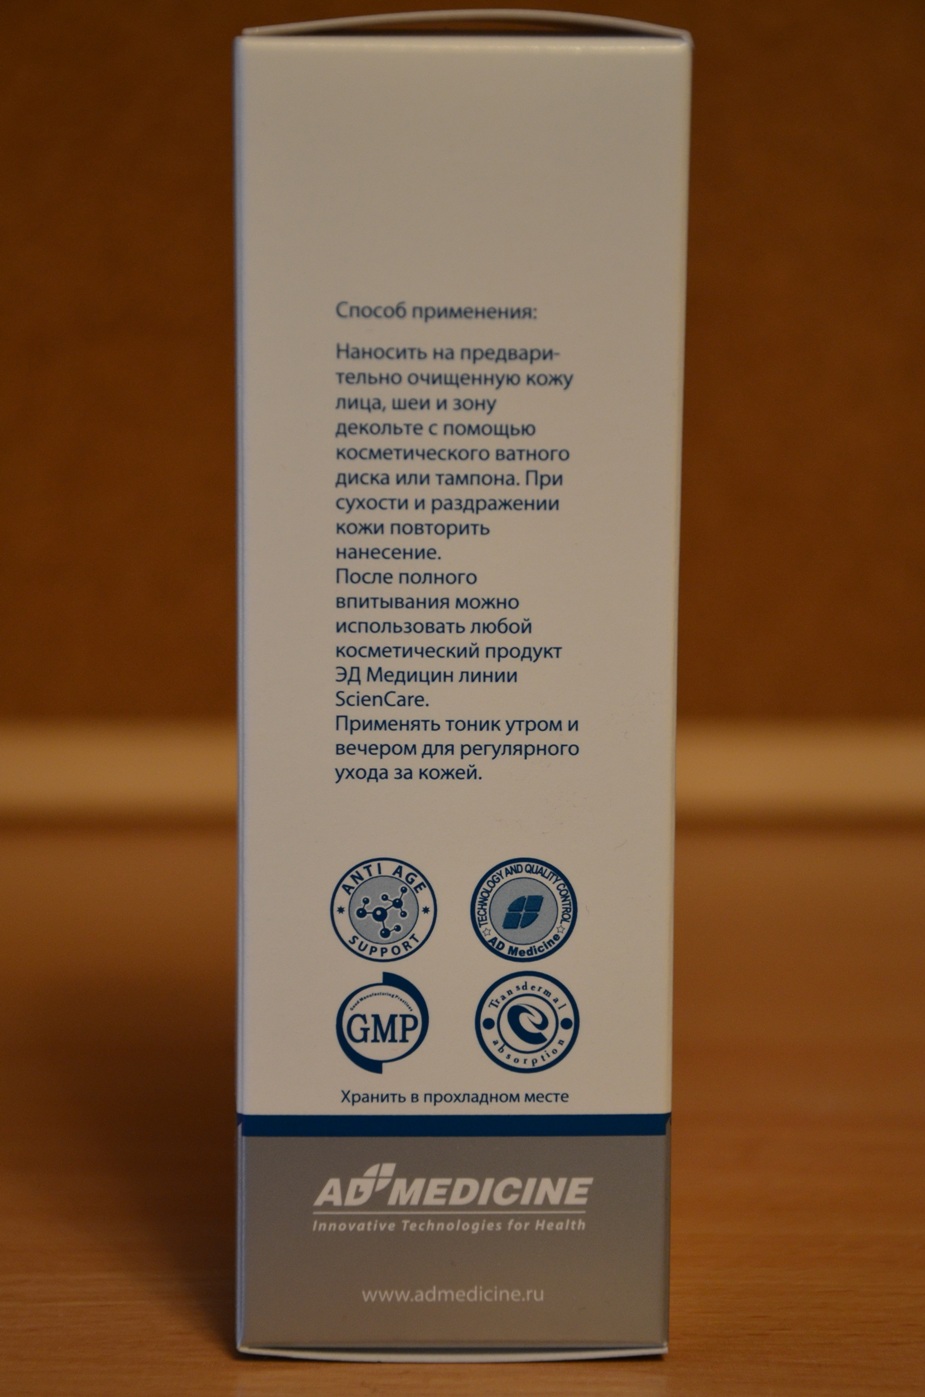 Способ применения:
Наносить на предвари-
тельно очищенную кожу
лица, шеи и зону
декольте с помощью
косметического ватного
диска или тампона. При
сухости и раздражении
кожи повторить
нанесение.
После полного
впитывания можно
использовать любой
косметический продукт
ЭД Медицин линии
ScienCare.
Применять тоник утром и
вечером для регулярного
ухода за кожей.
ANTI AGE
SUPPORT
TECHNOLOGY AND QUALITY CONTROL
AD Medicine
Good Manufacturing Practices
GMP
Transdermal
absorption
Хранить в прохладном месте
AD MEDICINE
Innovative Technologies for Health
www.admedicine.ru